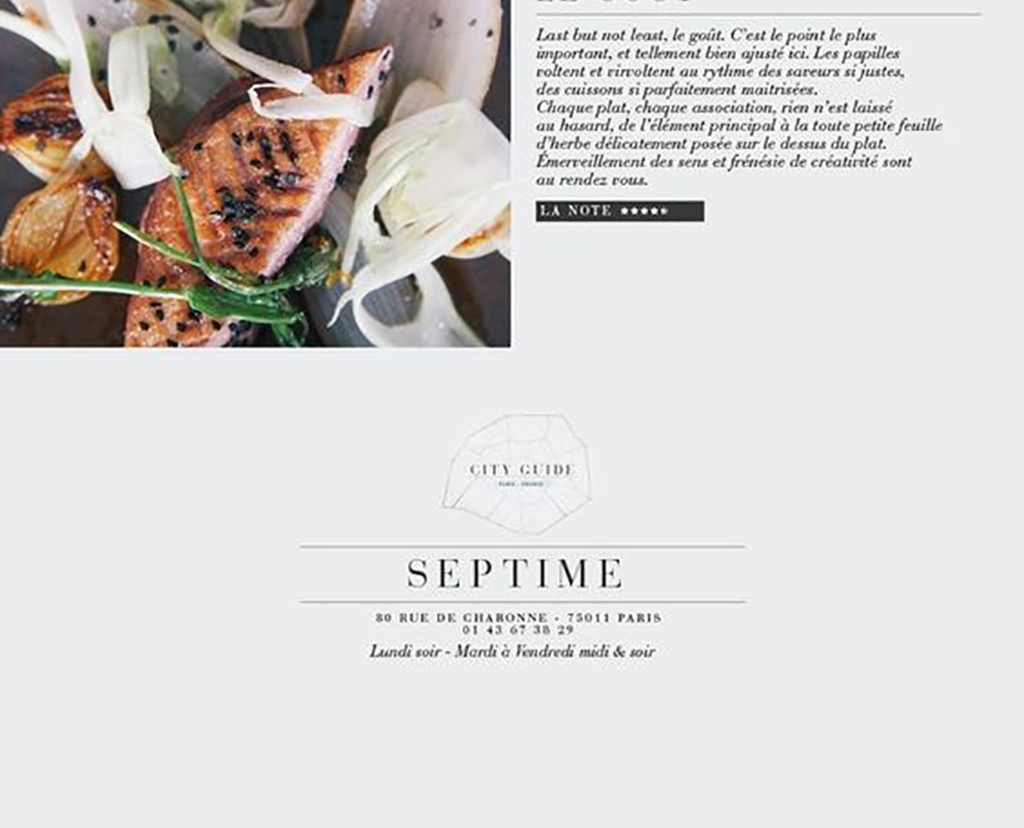 Last but not least, le goût. C'est le point le plus
important, et tellement bien ajusté ici. Les papilles
voltent et virvoltent au rythme des saveurs si justes,
des cuissons si parfaitement maitrisées.
Chaque plat, chaque association, rien n'est laissé
au hasard, de l'élément principal à la toute petite feuille
d'herbe délicatement posée sur le dessus du plat.
Émerveillement des sens et frénésie de créativité sont
au rendez vous.
LA NOTE ★★★★★
CITY GUIDE
PARIS - FRANCE
SEPTIME
80 RUE DE CHARONNE - 75011 PARIS
01 43 67 38 29
Lundi soir - Mardi à Vendredi midi & soir